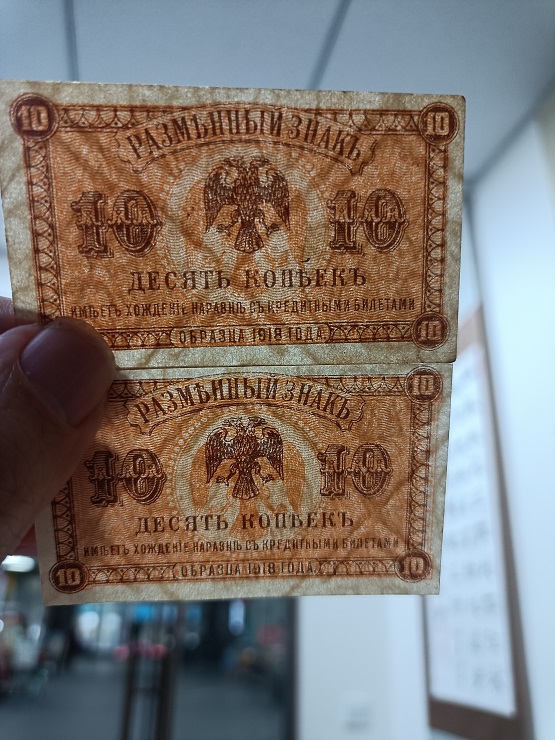 10 10
РАЗМѢННЫЙ ЗНАКЪ
10 10
ДЕСЯТЬ КОПѢЕКЪ
ИМѢЕТЪ ХОЖДЕНІЕ НАРАВНѢ СЪ КРЕДИТНЫМИ БИЛЕТАМИ
ОБРАЗЦА 1918 ГОДА
10
10
РАЗМѢННЫЙ ЗНАКЪ
10 10
ДЕСЯТЬ КОПѢЕКЪ
ИМѢЕТЪ ХОЖДЕНІЕ НАРАВНѢ СЪ КРЕДИТНЫМИ БИЛЕТАМИ
10 ОБРАЗЦА 1918 ГОДА 10